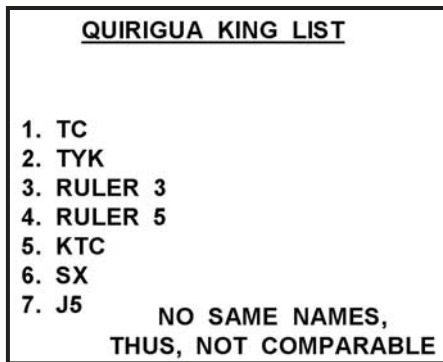 QUIRIGUA KING LIST
1. TC
2. TYK
3. RULER 3
4. RULER 5
5. KTC
6. SX
7. J5
NO SAME NAMES,
THUS, NOT COMPARABLE